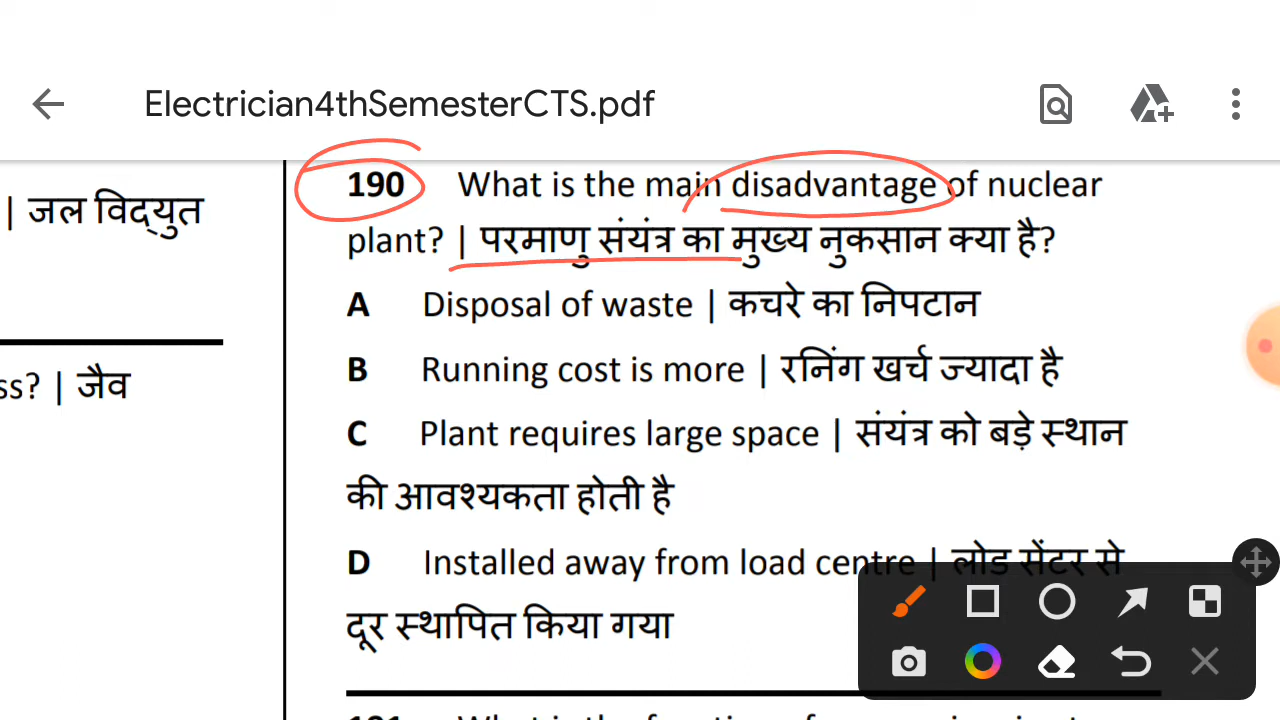 Electrician 4thSemesterCTS.pdf
| जल विद्युत
ss? | जैव
190 What is the main disadvantage of nuclear
plant? | परमाणु संयंत्र का मुख्य नुकसान क्या है?
A Disposal of waste | कचरे का निपटान
B Running cost is more | रनिंग खर्च ज्यादा है
C Plant requires large space | संयंत्र को बड़े स्थान
की आवश्यकता होती है
D Installed away from load centre | लोड सेंटर से
दूर स्थापित किया गया